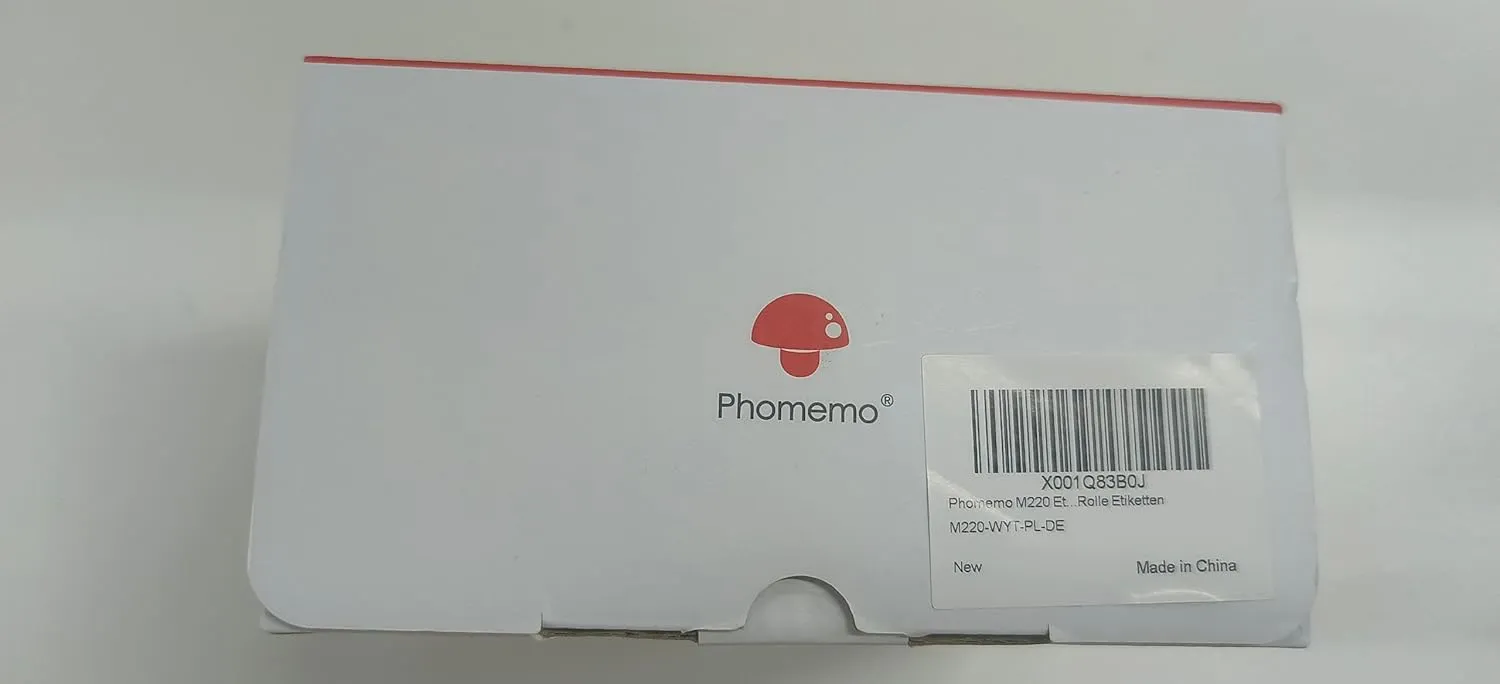 Phomemo®
X001Q83B0J
Phomemo M220 Et...Rolle Etiketten
M220-WYT-PL-DE
New
Made in China